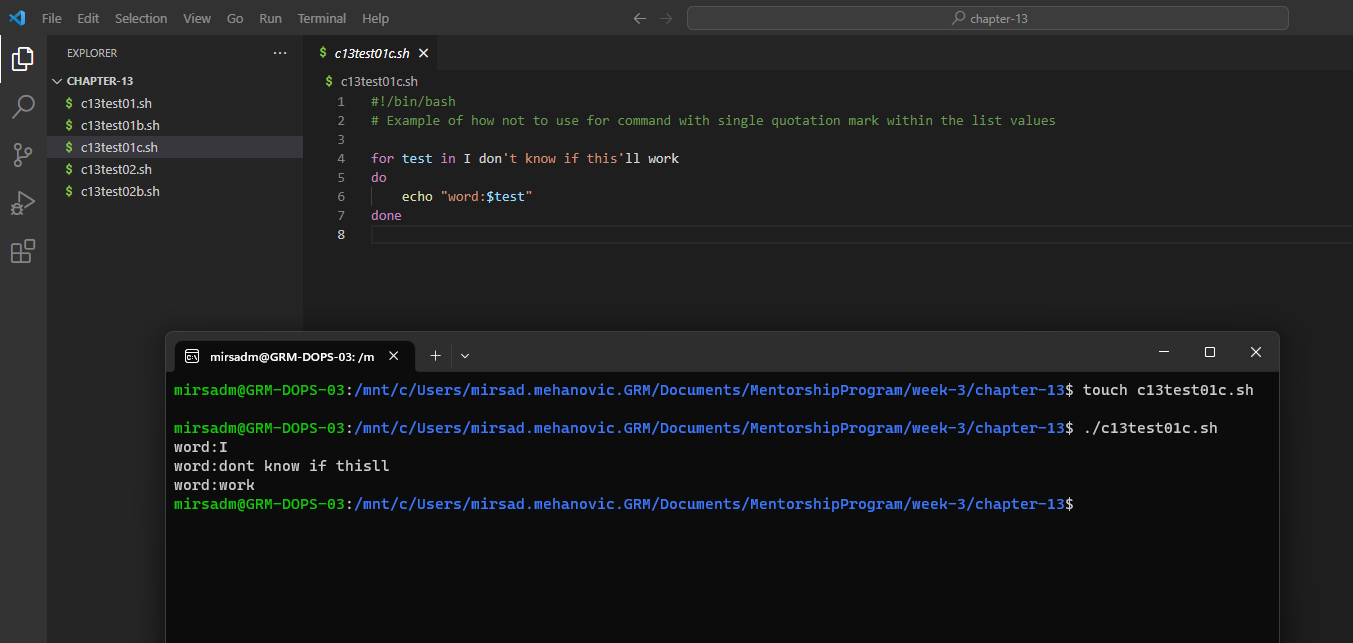 File Edit Selection View Go Run Terminal Help
chapter-13
EXPLORER
CHAPTER-13
$ c13test01.sh
$ c13test01b.sh
$ c13test01c.sh
$ c13test02.sh
$ c13test02b.sh
$ c13test01c.sh
$ c13test01c.sh
1 #!/bin/bash
2 # Example of how not to use for command with single quotation mark within the list values
3
4 for test in I don't know if this'll work
5 do
6 echo "word:$test"
7 done
8
mirsadm@GRM-DOPS-03: /m
mirsadm@GRM-DOPS-03:/mnt/c/Users/mirsad.mehanovic.GRM/Documents/MentorshipProgram/week-3/chapter-13$ touch c13test01c.sh
mirsadm@GRM-DOPS-03:/mnt/c/Users/mirsad.mehanovic.GRM/Documents/MentorshipProgram/week-3/chapter-13$ ./c13test01c.sh
word:I
word:dont know if thisll
word:work
mirsadm@GRM-DOPS-03:/mnt/c/Users/mirsad.mehanovic.GRM/Documents/MentorshipProgram/week-3/chapter-13$